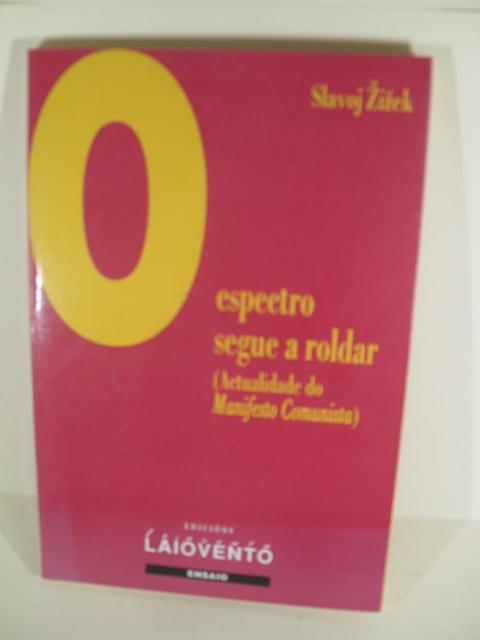 Slavoj Žižek
O
espectro
segue a roldar
(Actualidade do
Manifesto Comunista)
EDICIÓNS
LAIOVENTO
ENSAIO